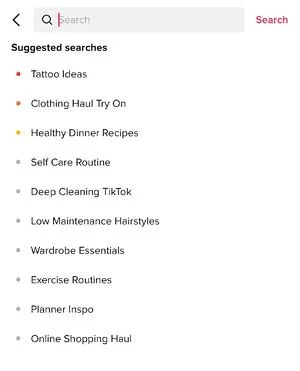 Search Search
Suggested searches
Tattoo Ideas
Clothing Haul Try On
Healthy Dinner Recipes
Self Care Routine
Deep Cleaning TikTok
Low Maintenance Hairstyles
Wardrobe Essentials
Exercise Routines
Planner Inspo
Online Shopping Haul